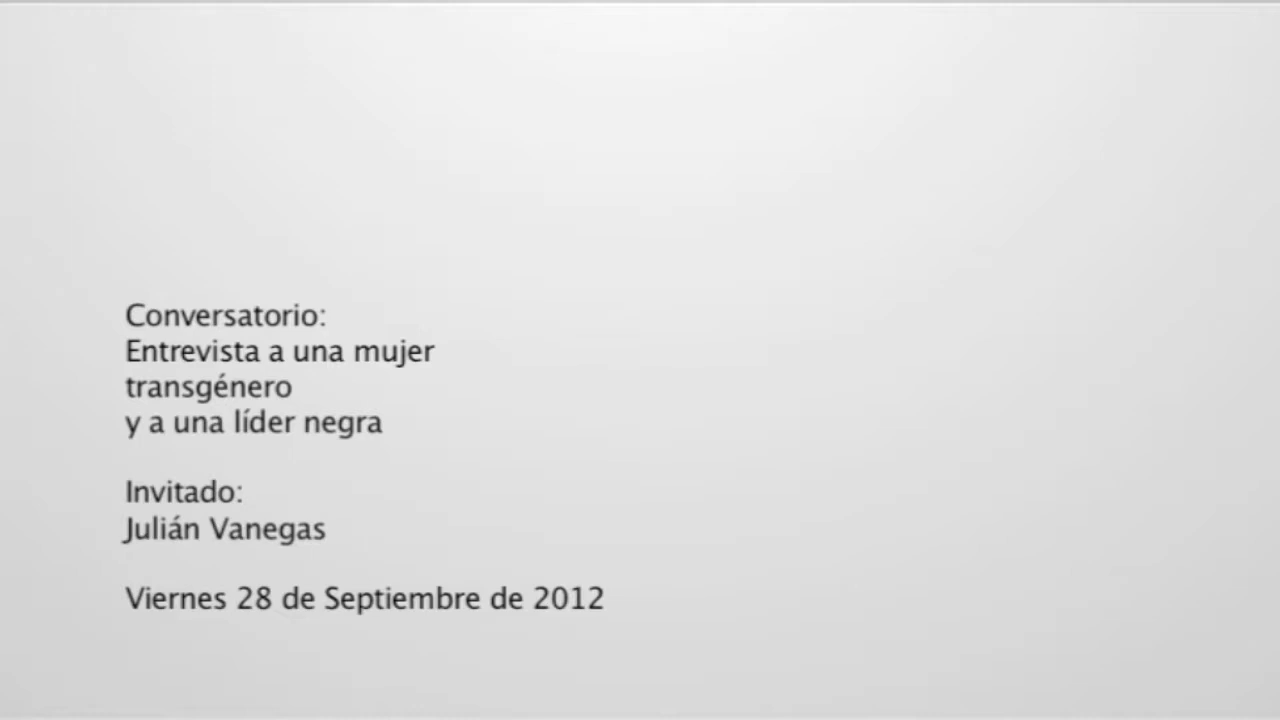 Conversatorio:
Entrevista a una mujer
transgénero
y a una líder negra
Invitado:
Julián Vanegas
Viernes 28 de Septiembre de 2012